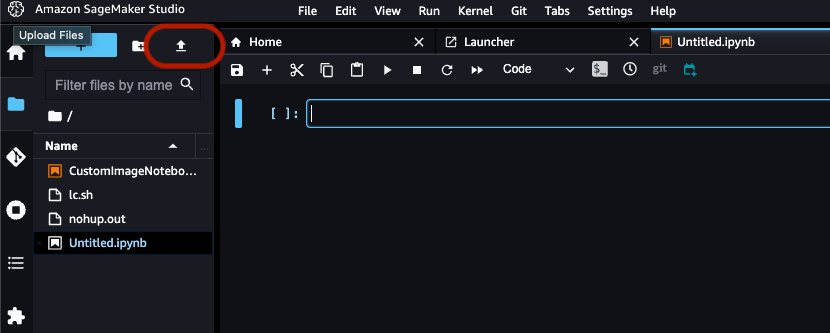 Amazon SageMaker Studio
File Edit View Run Kernel Git Tabs Settings Help
Upload Files
Home Launcher Untitled.ipynb
Code git
Filter files by name
/
[ ]:
Name
CustomImageNotebo...
lc.sh
nohup.out
Untitled.ipynb